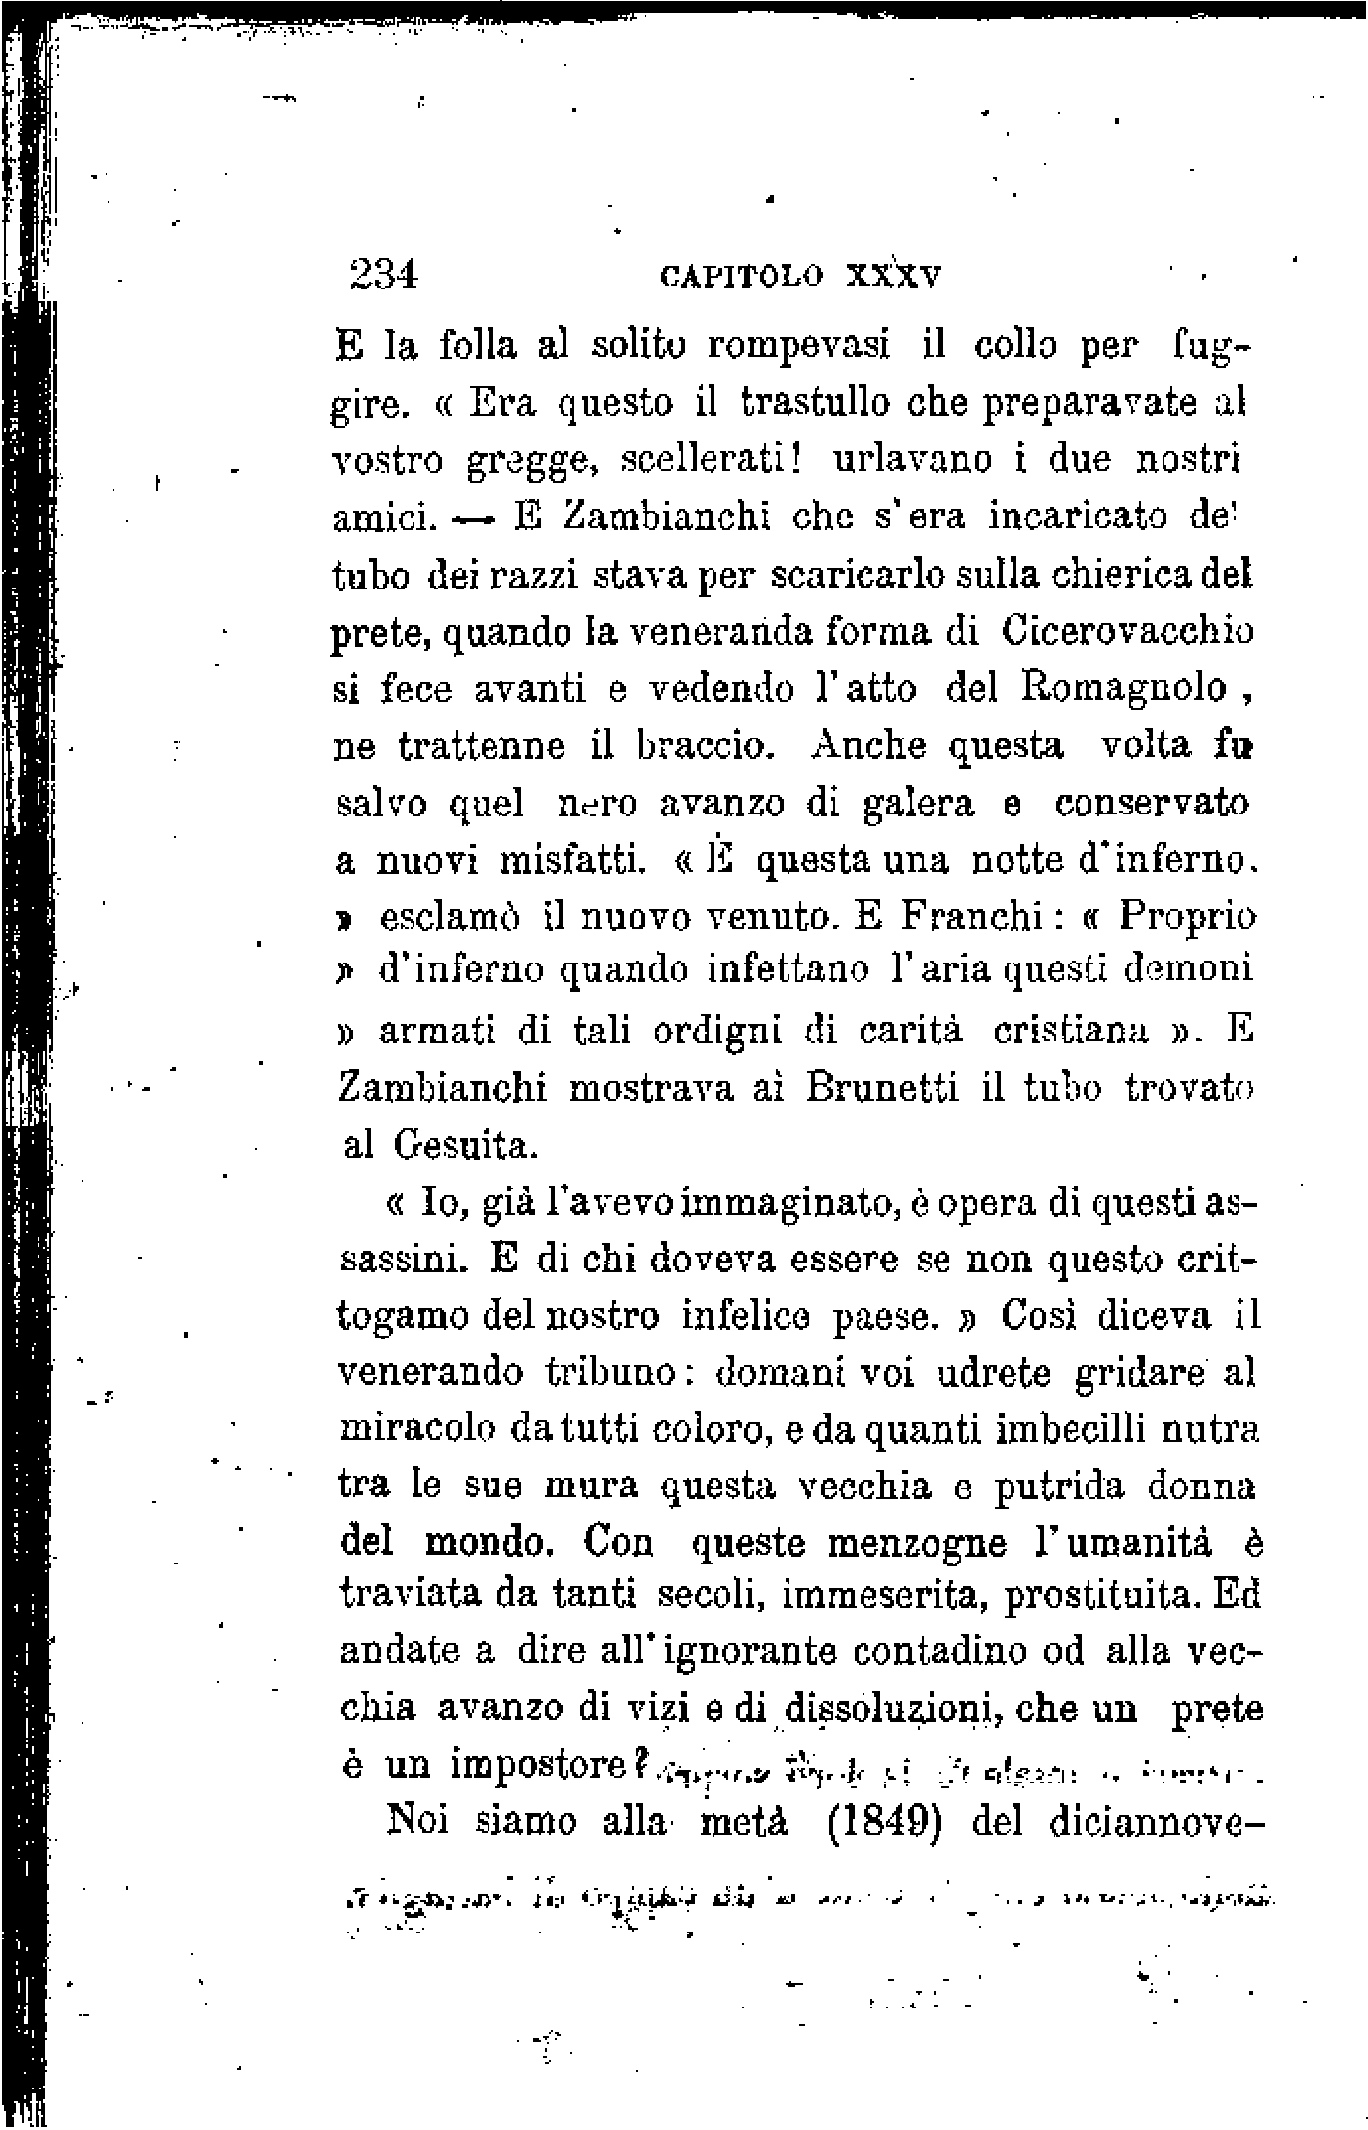 234 CAPITOLO XXXV
E la folla al solito rompevasi il collo per fug-
gire. « Era questo il trastullo che preparavate al
vostro gregge, scellerati! urlavano i due nostri
amici. — E Zambianchi che s'era incaricato del
tubo dei razzi stava per scaricarlo sulla chierica del
prete, quando la veneranda forma di Cicerovacchio
si fece avanti e vedendo l'atto del Romagnolo ,
ne trattenne il braccio. Anche questa volta fu
salvo quel nero avanzo di galera e conservato
a nuovi misfatti. « È questa una notte d'inferno.
» esclamò il nuovo venuto. E Franchi : « Proprio
» d'inferno quando infettano l'aria questi demoni
» armati di tali ordigni di carità cristiana ». E
Zambianchi mostrava ai Brunetti il tubo trovato
al Gesuita.
« Io, già l'avevo immaginato, è opera di questi as-
sassini. E di chi doveva essere se non questo crit-
togamo del nostro infelice paese. » Così diceva il
venerando tribuno : domani voi udrete gridare al
miracolo da tutti coloro, e da quanti imbecilli nutra
tra le sue mura questa vecchia e putrida donna
del mondo. Con queste menzogne l'umanità è
traviata da tanti secoli, immeserita, prostituita. Ed
andate a dire all'ignorante contadino od alla vec-
chia avanzo di vizi e di dissoluzioni, che un prete
è un impostore?
Noi siamo alla metà (1849) del diciannove-